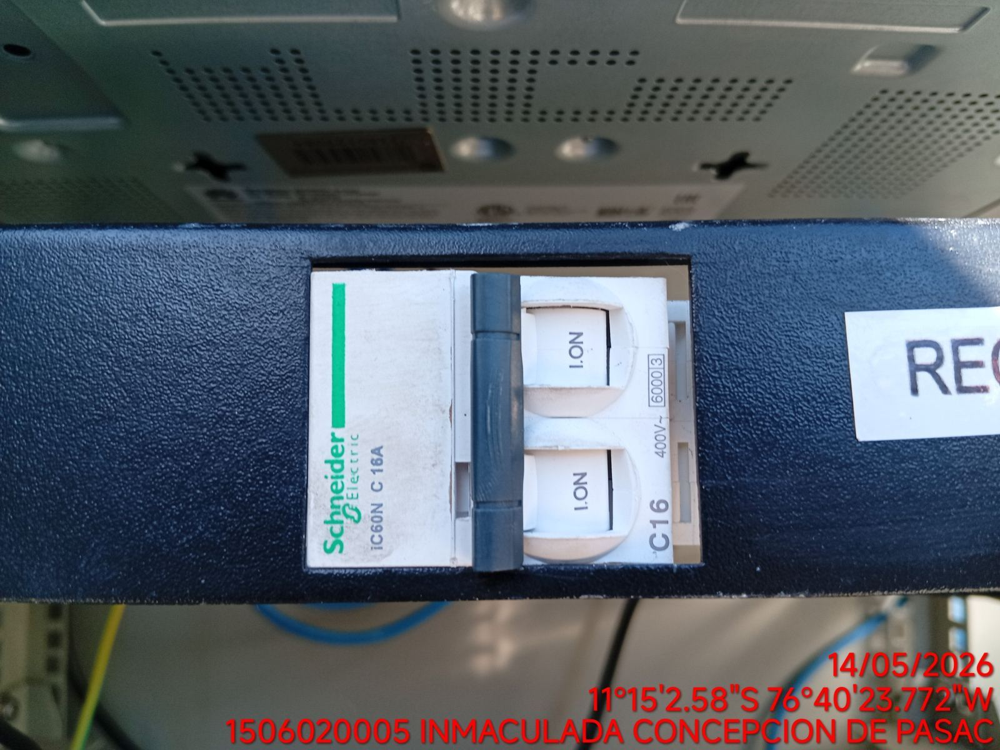 Schneider
Electric
iC60N C 16A
I.ON
I.ON
400V~ 6000 3
C16
REC
14/05/2026
11°15'2.58"S 76°40'23.772"W
1506020005 INMACULADA CONCEPCION DE PASAC